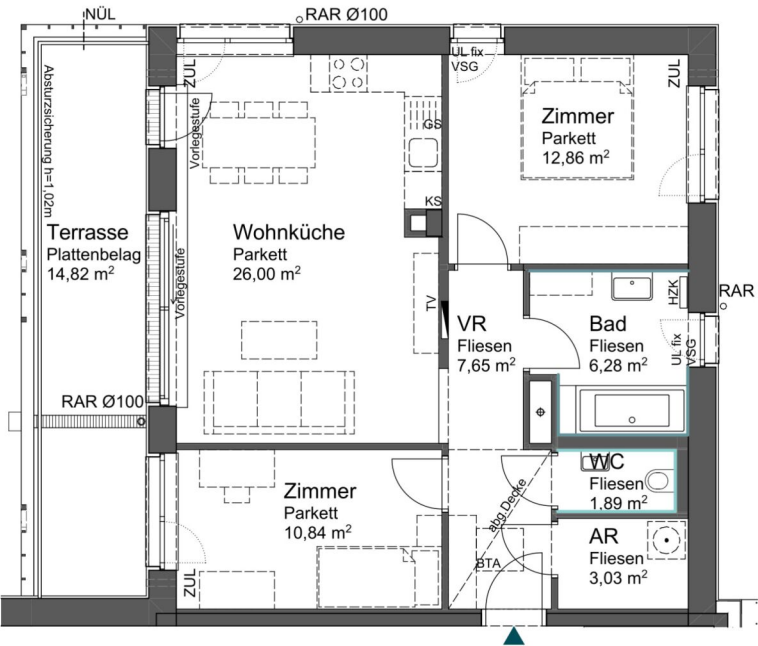 NÜL
RAR Ø100
ZUL
UL fix
VSG
ZUL
Absturzsicherung h=1,02m
Vorlegestufe
GS
Zimmer
Parkett
12,86 m²
KS
Terrasse
Plattenbelag
14,82 m²
Wohnküche
Parkett
26,00 m²
Vorlegestufe
TV
HZK
RAR
VR
Fliesen
7,65 m²
Bad
Fliesen
6,28 m²
UL fix
VSG
RAR Ø100
WC
Fliesen
1,89 m²
Zimmer
Parkett
10,84 m²
abg.Decke
AR
Fliesen
3,03 m²
BTA
ZUL